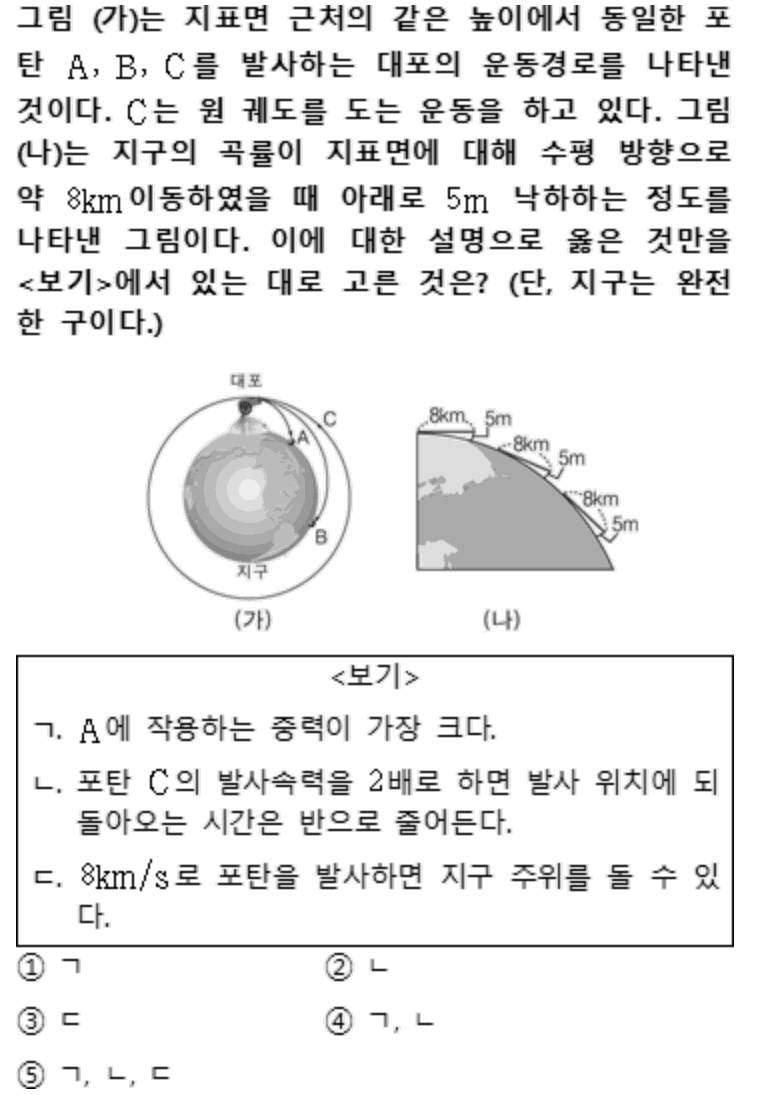 그림 (가)는 지표면 근처의 같은 높이에서 동일한 포
탄 A, B, C를 발사하는 대포의 운동경로를 나타낸
것이다. C는 원 궤도를 도는 운동을 하고 있다. 그림
(나)는 지구의 곡률이 지표면에 대해 수평 방향으로
약 8km이동하였을 때 아래로 5m 낙하하는 정도를
나타낸 그림이다. 이에 대한 설명으로 옳은 것만을
<보기>에서 있는 대로 고른 것은? (단, 지구는 완전
한 구이다.)
대포
C
A
B
지구
(가)
8km 5m
8km 5m
8km 5m
(나)
<보기>
ㄱ. A에 작용하는 중력이 가장 크다.
ㄴ. 포탄 C의 발사속력을 2배로 하면 발사 위치에 되
돌아오는 시간은 반으로 줄어든다.
ㄷ. 8km/s로 포탄을 발사하면 지구 주위를 돌 수 있
다.
① ㄱ ② ㄴ
③ ㄷ ④ ㄱ, ㄴ
⑤ ㄱ, ㄴ, ㄷ